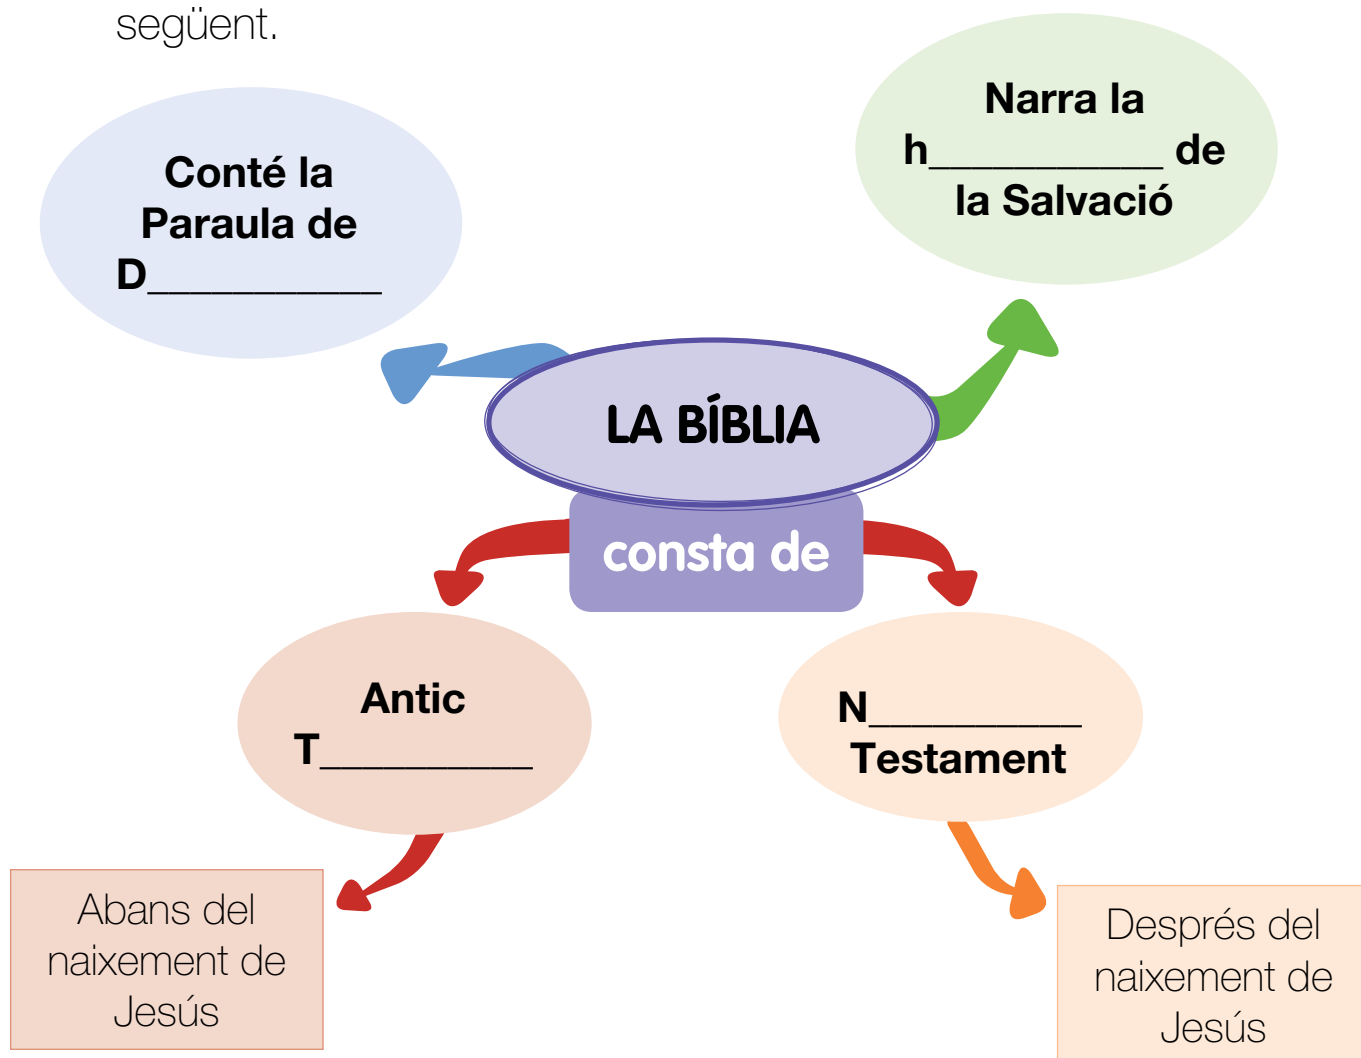 següent.
Conté la
Paraula de
D___________
Narra la
h___________ de
la Salvació
LA BÍBLIA
consta de
Antic
T__________
N__________
Testament
Abans del
naixement de
Jesús
Després del
naixement de
Jesús